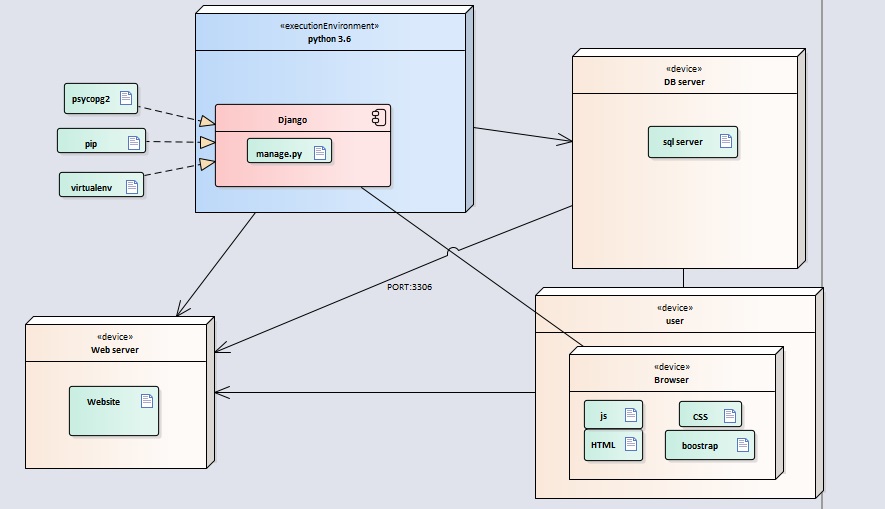 «executionEnvironment»
python 3.6
psycopg2
pip
virtualenv
Django
manage.py
«device»
DB server
sql server
PORT:3306
«device»
Web server
Website
«device»
user
«device»
Browser
js
CSS
HTML
boostrap